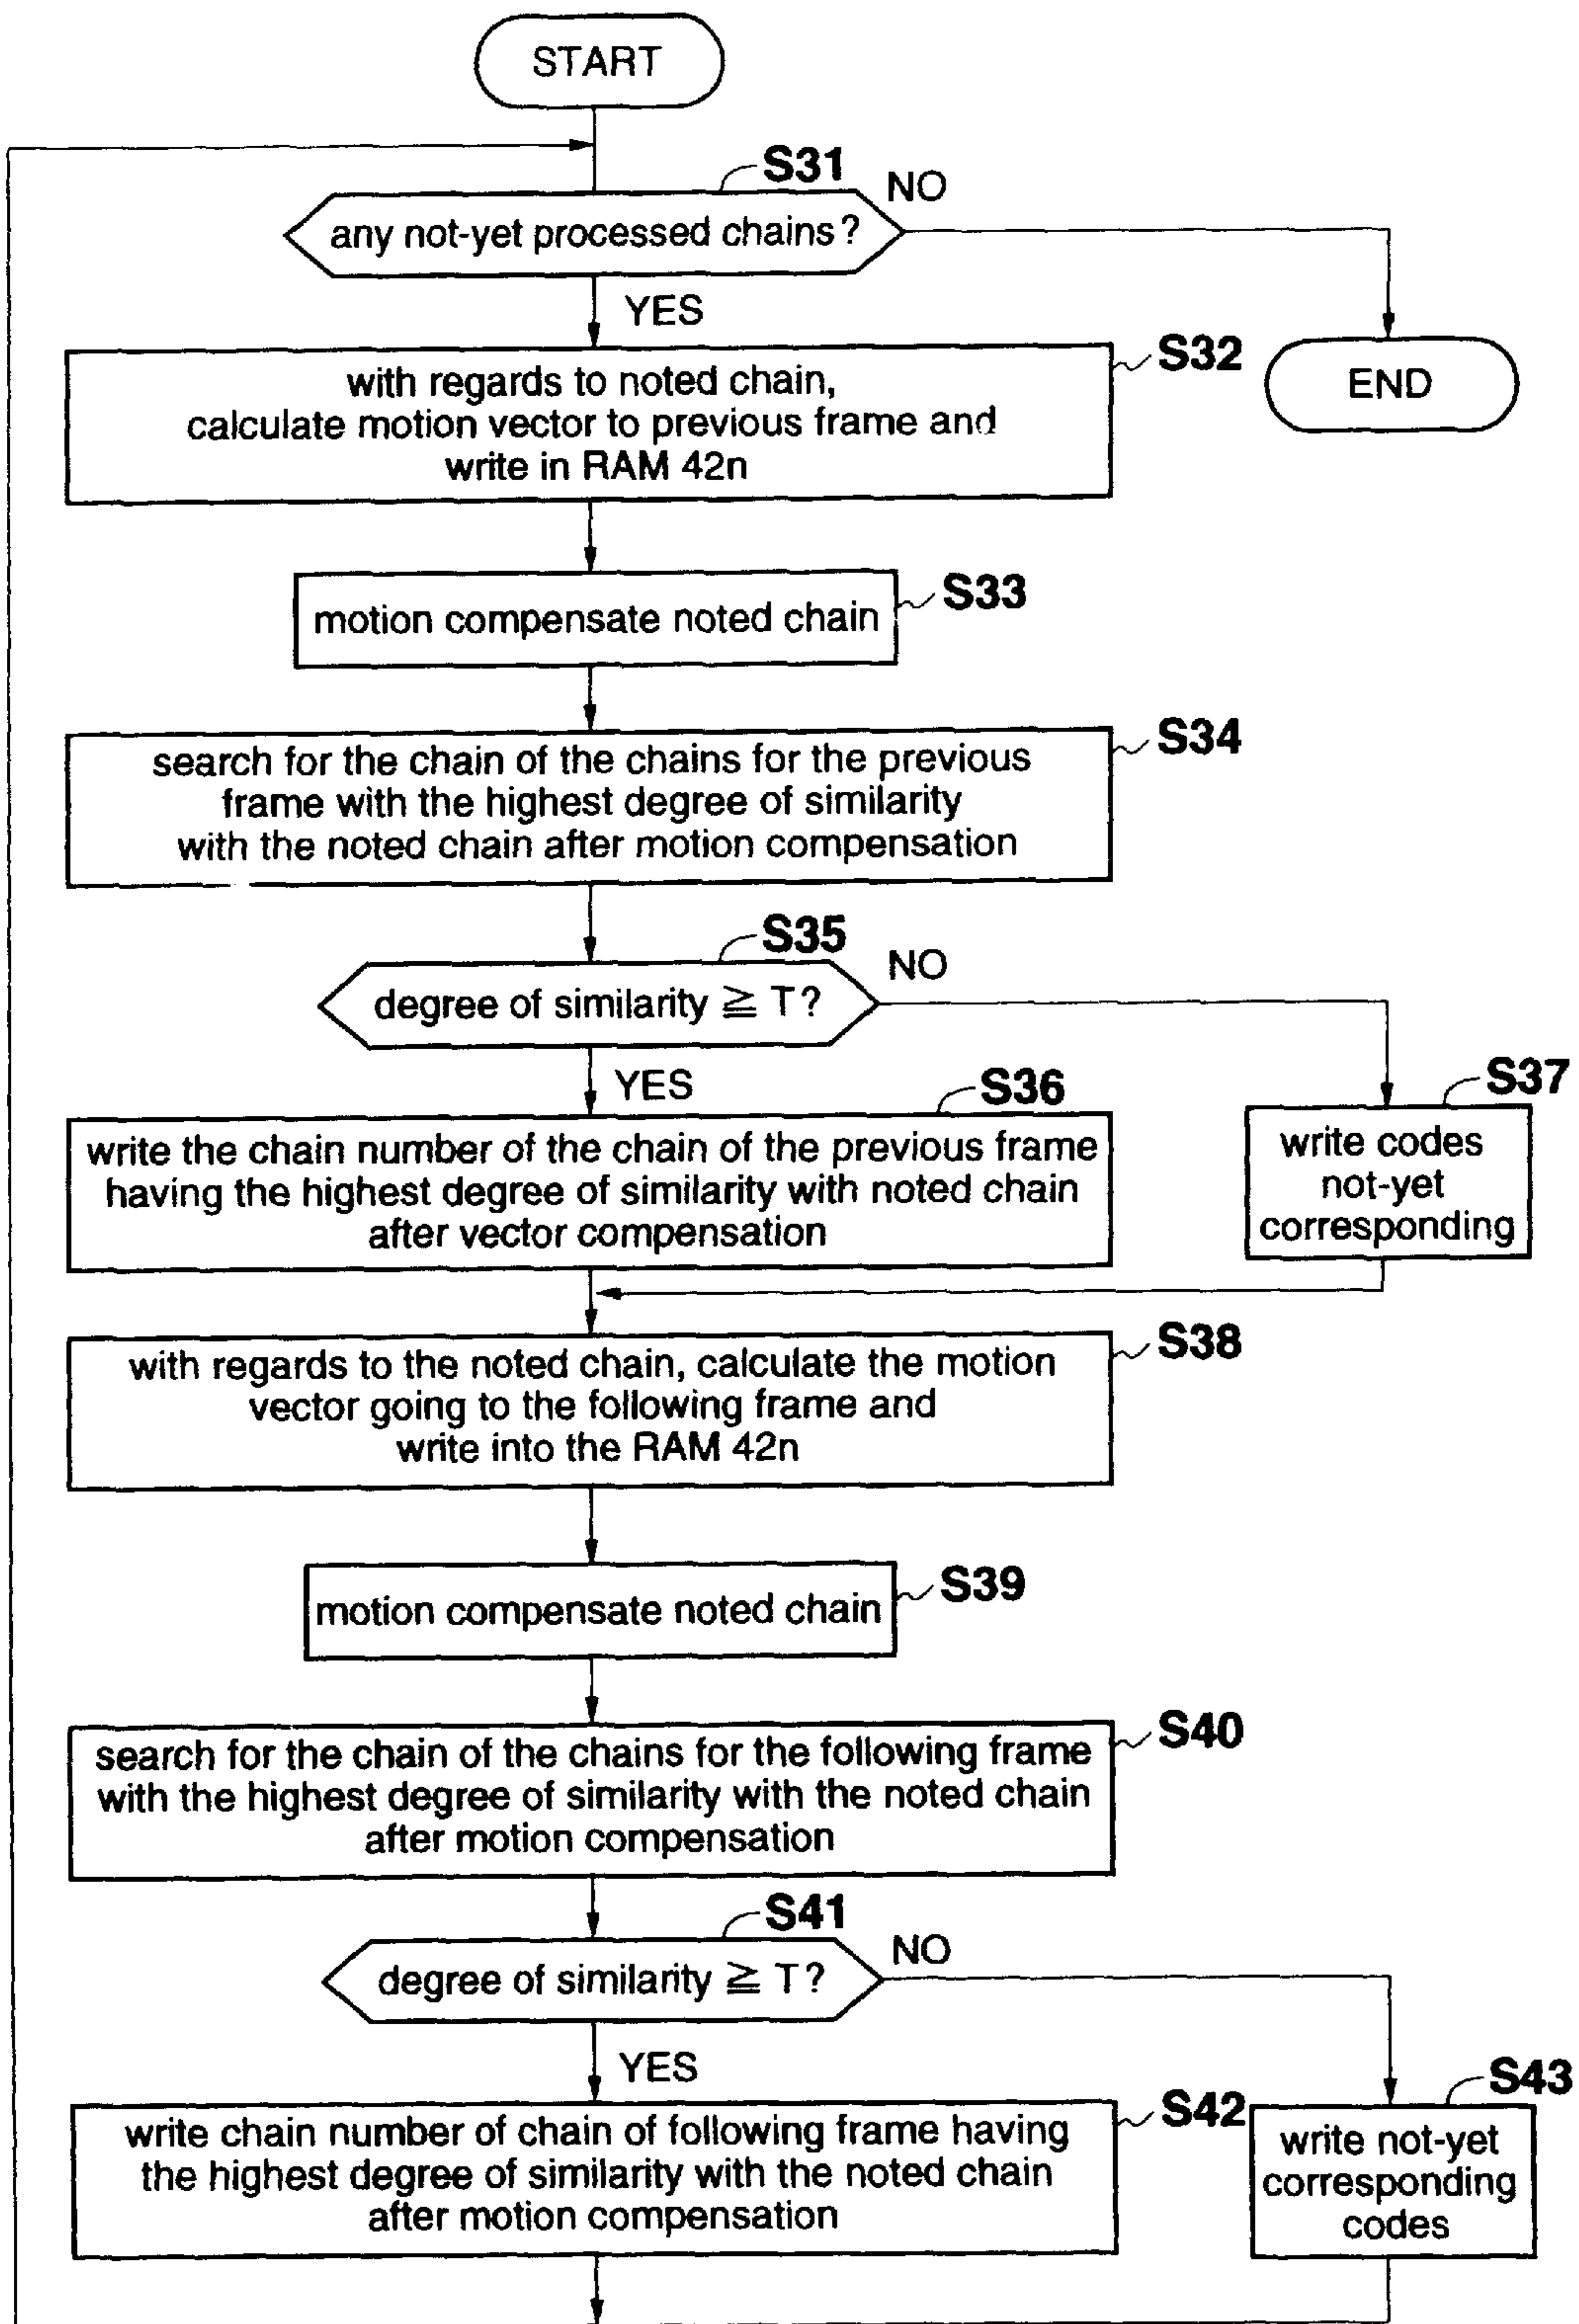 START
S31
NO
any not-yet processed chains?
YES
S32
with regards to noted chain,
calculate motion vector to previous frame and
write in RAM 42n
END
S33
motion compensate noted chain
S34
search for the chain of the chains for the previous
frame with the highest degree of similarity
with the noted chain after motion compensation
S35
NO
degree of similarity ≧ T?
YES
S36
write the chain number of the chain of the previous frame
having the highest degree of similarity with noted chain
after vector compensation
S37
write codes
not-yet
corresponding
S38
with regards to the noted chain, calculate the motion
vector going to the following frame and
write into the RAM 42n
S39
motion compensate noted chain
S40
search for the chain of the chains for the following frame
with the highest degree of similarity with the noted chain
after motion compensation
S41
NO
degree of similarity ≧ T?
YES
S42
write chain number of chain of following frame having
the highest degree of similarity with the noted chain
after motion compensation
S43
write not-yet
corresponding
codes